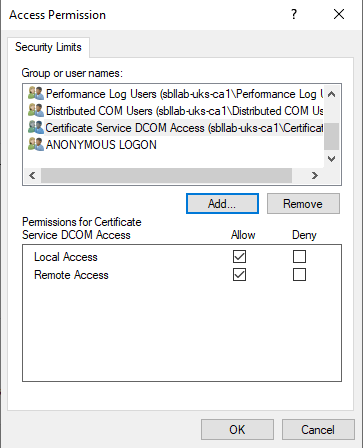 Access Permission
Security Limits
Group or user names:
Performance Log Users (sbllab-uks-ca1\Performance Log U
Distributed COM Users (sbllab-uks-ca1\Distributed COM Us
Certificate Service DCOM Access (sbllab-uks-ca1\Certificat
ANONYMOUS LOGON
Add... Remove
Permissions for Certificate
Service DCOM Access Allow Deny
Local Access
Remote Access
OK Cancel